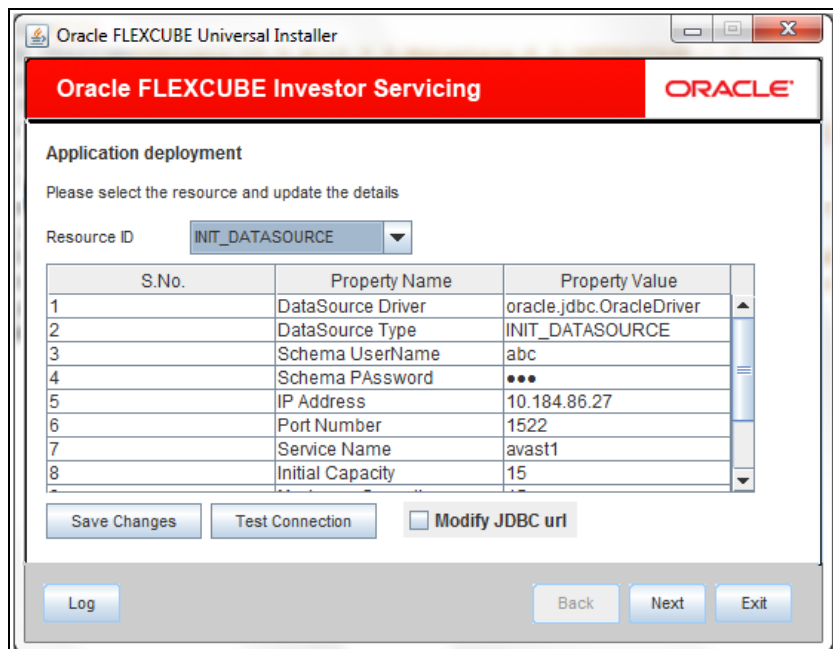 Oracle FLEXCUBE Universal Installer
Oracle FLEXCUBE Investor Servicing
ORACLE
Application deployment
Please select the resource and update the details
Resource ID INIT_DATASOURCE
S.No. Property Name Property Value
1 DataSource Driver oracle.jdbc.OracleDriver
2 DataSource Type INIT_DATASOURCE
3 Schema UserName abc
4 Schema PAssword ●●●
5 IP Address 10.184.86.27
6 Port Number 1522
7 Service Name avast1
8 Initial Capacity 15
Save Changes Test Connection Modify JDBC url
Log Back Next Exit